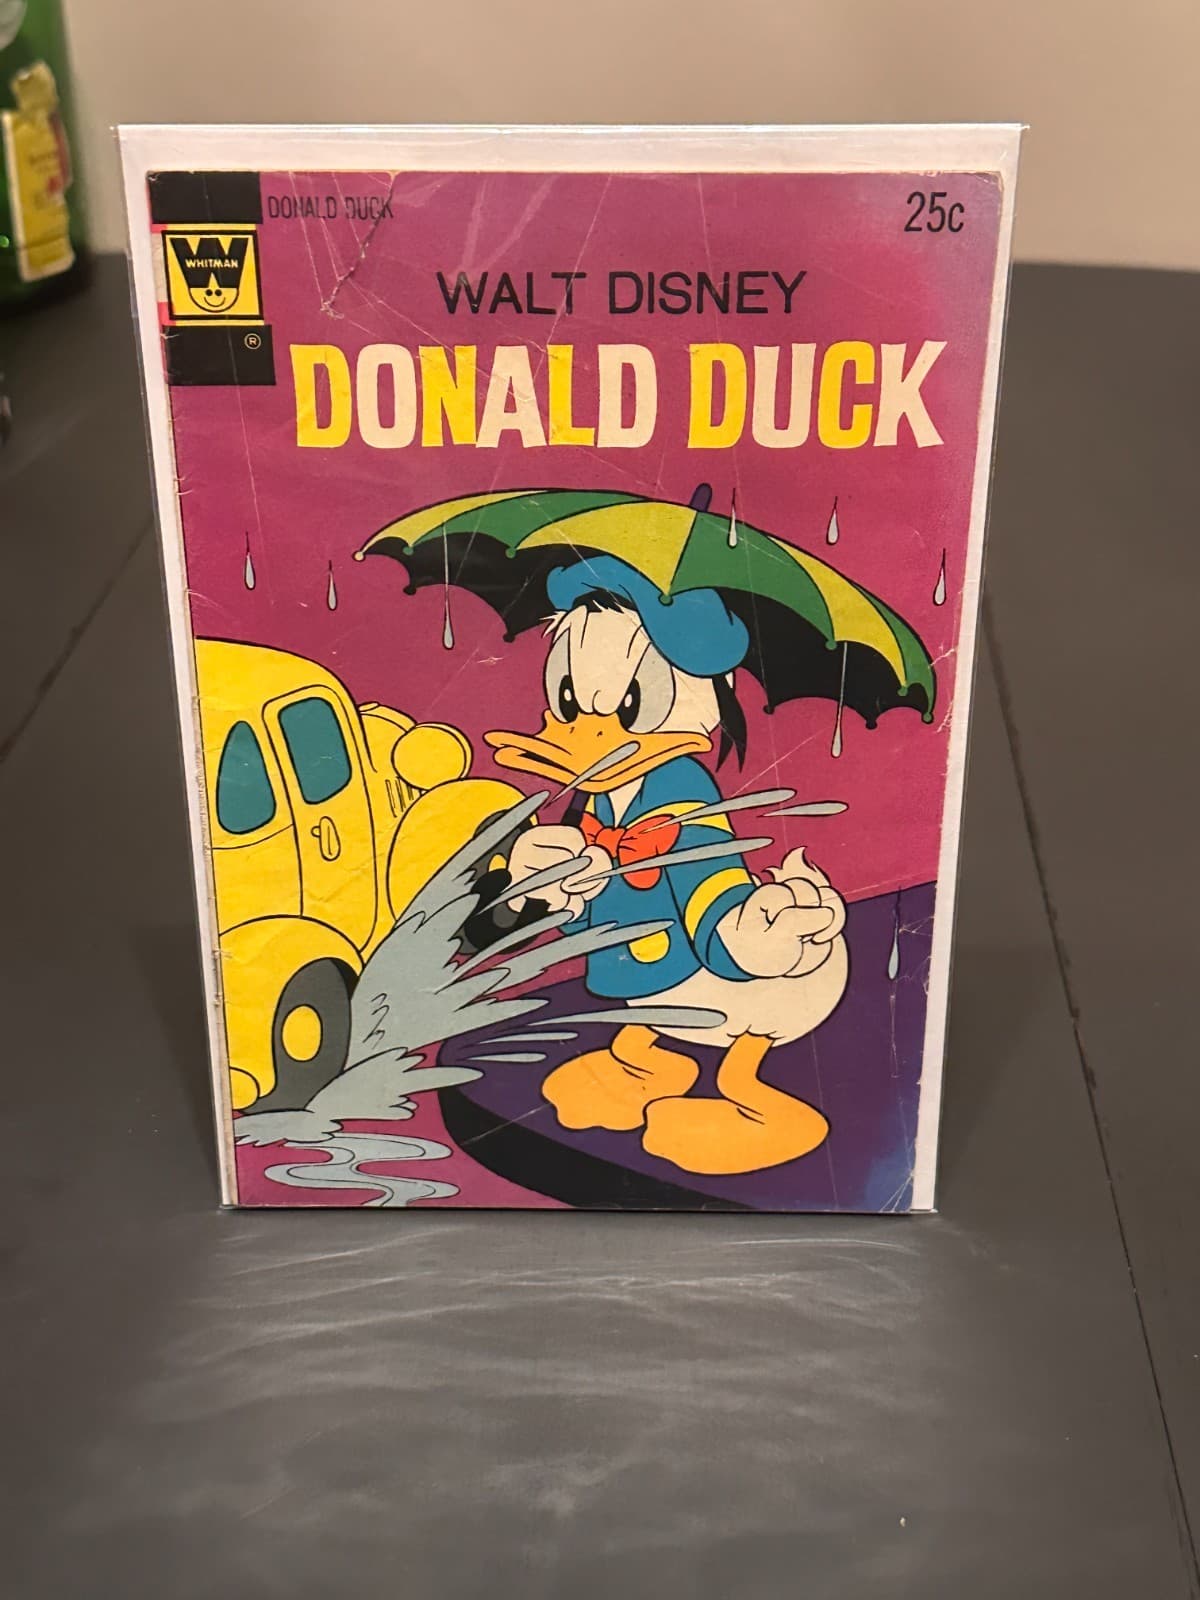 DONALD DUCK
25c
WHITMAN
®
WALT DISNEY
DONALD DUCK